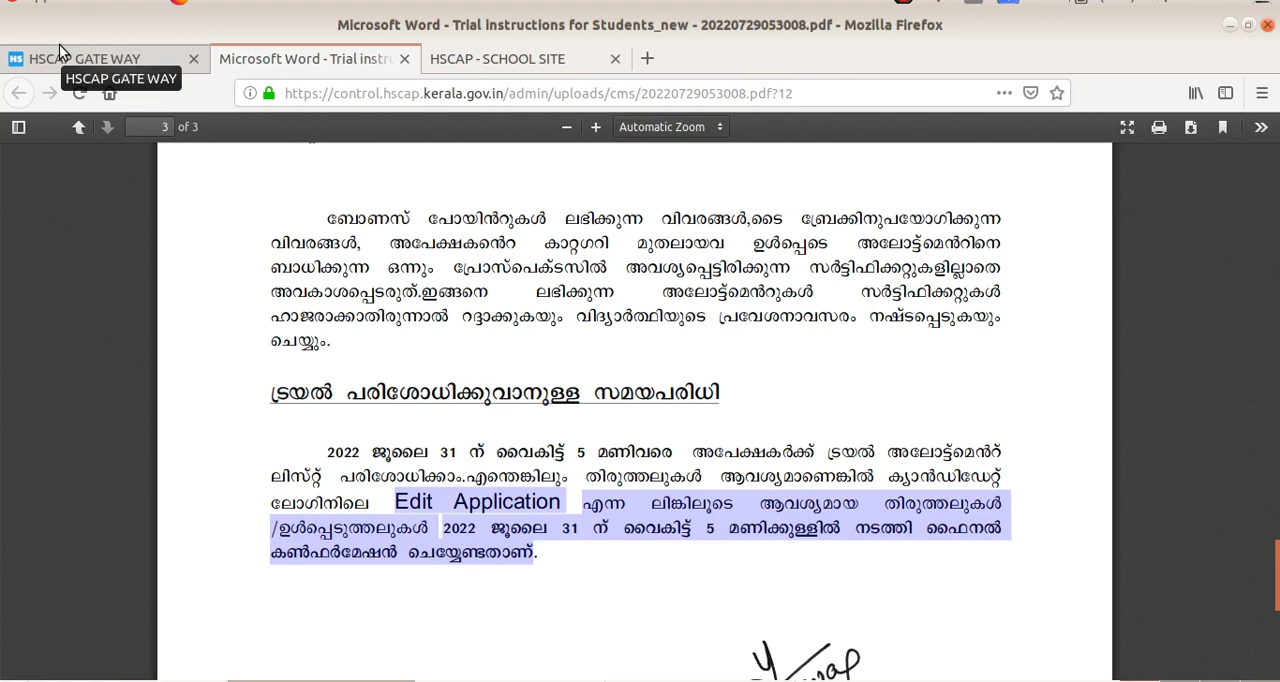 Microsoft Word - Trial instructions for Students_new - 20220729053008.pdf - Mozilla Firefox
HSCAP GATE WAY
Microsoft Word - Trial instr
HSCAP - SCHOOL SITE
HSCAP GATE WAY
https://control.hscap.kerala.gov.in/admin/uploads/cms/20220729053008.pdf?12
3 of 3
Automatic Zoom
ബോണസ് പോയിൻറുകൾ ലഭിക്കുന്ന വിവരങ്ങൾ,ടൈ ബ്രേക്കിനുപയോഗിക്കുന്ന
വിവരങ്ങൾ, അപേക്ഷകൻെറ കാറ്റഗറി മുതലായവ ഉൾപ്പെടെ അലോട്ട്മെൻറിനെ
ബാധിക്കുന്ന ഒന്നും പ്രോസ്പെക്ടസിൽ അവശ്യപ്പെട്ടിരിക്കുന്ന സർട്ടിഫിക്കറ്റുകളില്ലാതെ
അവകാശപ്പെടരുത്.ഇങ്ങനെ ലഭിക്കുന്ന അലോട്ട്മെൻറുകൾ സർട്ടിഫിക്കറ്റുകൾ
ഹാജരാക്കാതിരുന്നാൽ റദ്ദാക്കുകയും വിദ്യാർത്ഥിയുടെ പ്രവേശനാവസരം നഷ്ടപ്പെടുകയും
ചെയ്യും.
ട്രയൽ പരിശോധിക്കുവാനുള്ള സമയപരിധി
2022 ജൂലൈ 31 ന് വൈകിട്ട് 5 മണിവരെ അപേക്ഷകർക്ക് ട്രയൽ അലോട്ട്മെൻറ്
ലിസ്റ്റ് പരിശോധിക്കാം.എന്തെങ്കിലും തിരുത്തലുകൾ ആവശ്യമാണെങ്കിൽ ക്യാൻഡിഡേറ്റ്
ലോഗിനിലെ Edit Application എന്ന ലിങ്കിലൂടെ ആവശ്യമായ തിരുത്തലുകൾ
/ഉൾപ്പെടുത്തലുകൾ 2022 ജൂലൈ 31 ന് വൈകിട്ട് 5 മണിക്കുള്ളിൽ നടത്തി ഫൈനൽ
കൺഫർമേഷൻ ചെയ്യേണ്ടതാണ്.